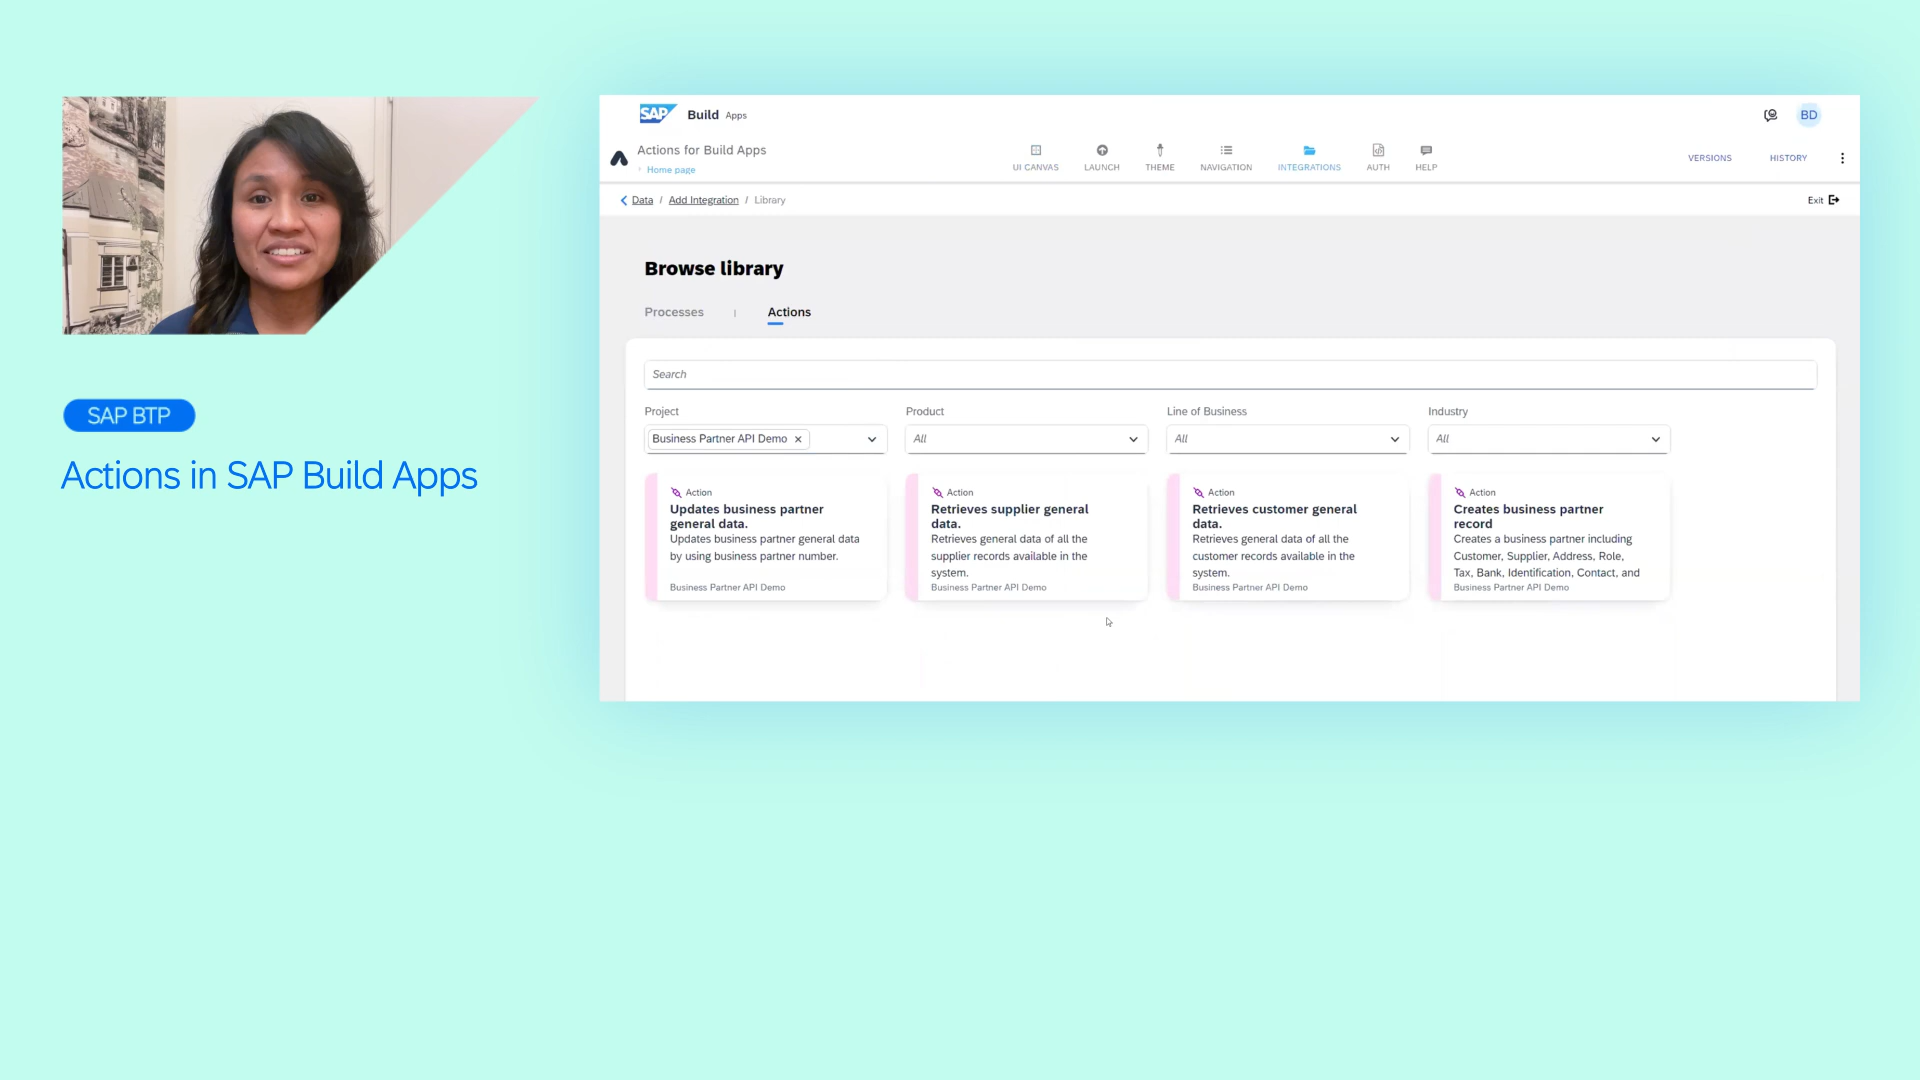 SAP BTP
Actions in SAP Build Apps
SAP Build Apps
BD
Actions for Build Apps
Home page
UI CANVAS
LAUNCH
THEME
NAVIGATION
INTEGRATIONS
AUTH
HELP
VERSIONS
HISTORY
Data / Add Integration / Library
Exit
Browse library
Processes | Actions
Search
Project
Product
Line of Business
Industry
Business Partner API Demo
All
All
All
Action
Updates business partner
general data.
Updates business partner general data
by using business partner number.
Business Partner API Demo
Action
Retrieves supplier general
data.
Retrieves general data of all the
supplier records available in the
system.
Business Partner API Demo
Action
Retrieves customer general
data.
Retrieves general data of all the
customer records available in the
system.
Business Partner API Demo
Action
Creates business partner
record
Creates a business partner including
Customer, Supplier, Address, Role,
Tax, Bank, Identification, Contact, and
Business Partner API Demo